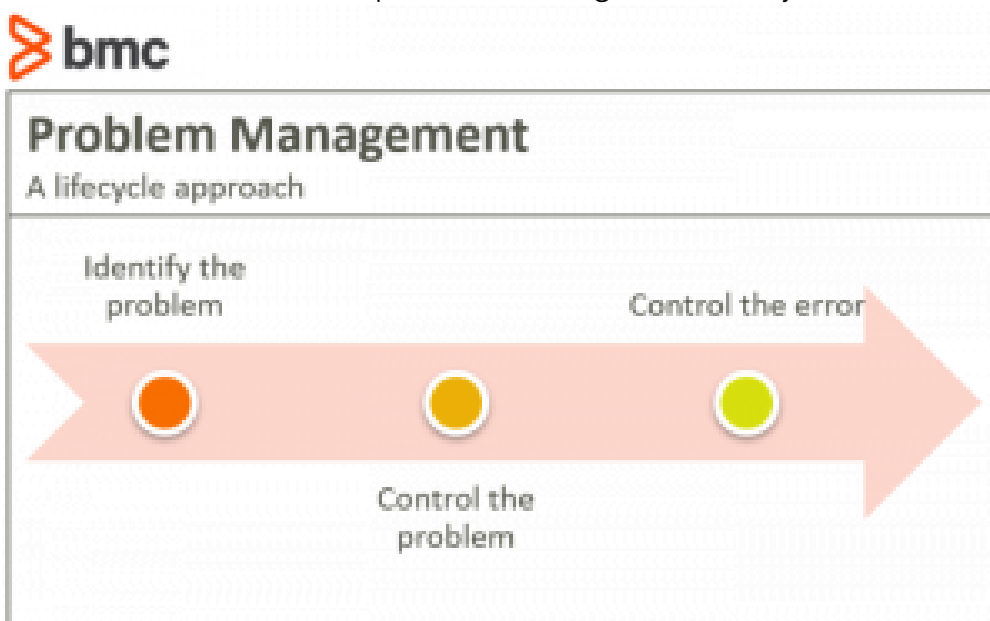 bmc
Problem Management
A lifecycle approach
Identify the
problem
Control the error
Control the
problem